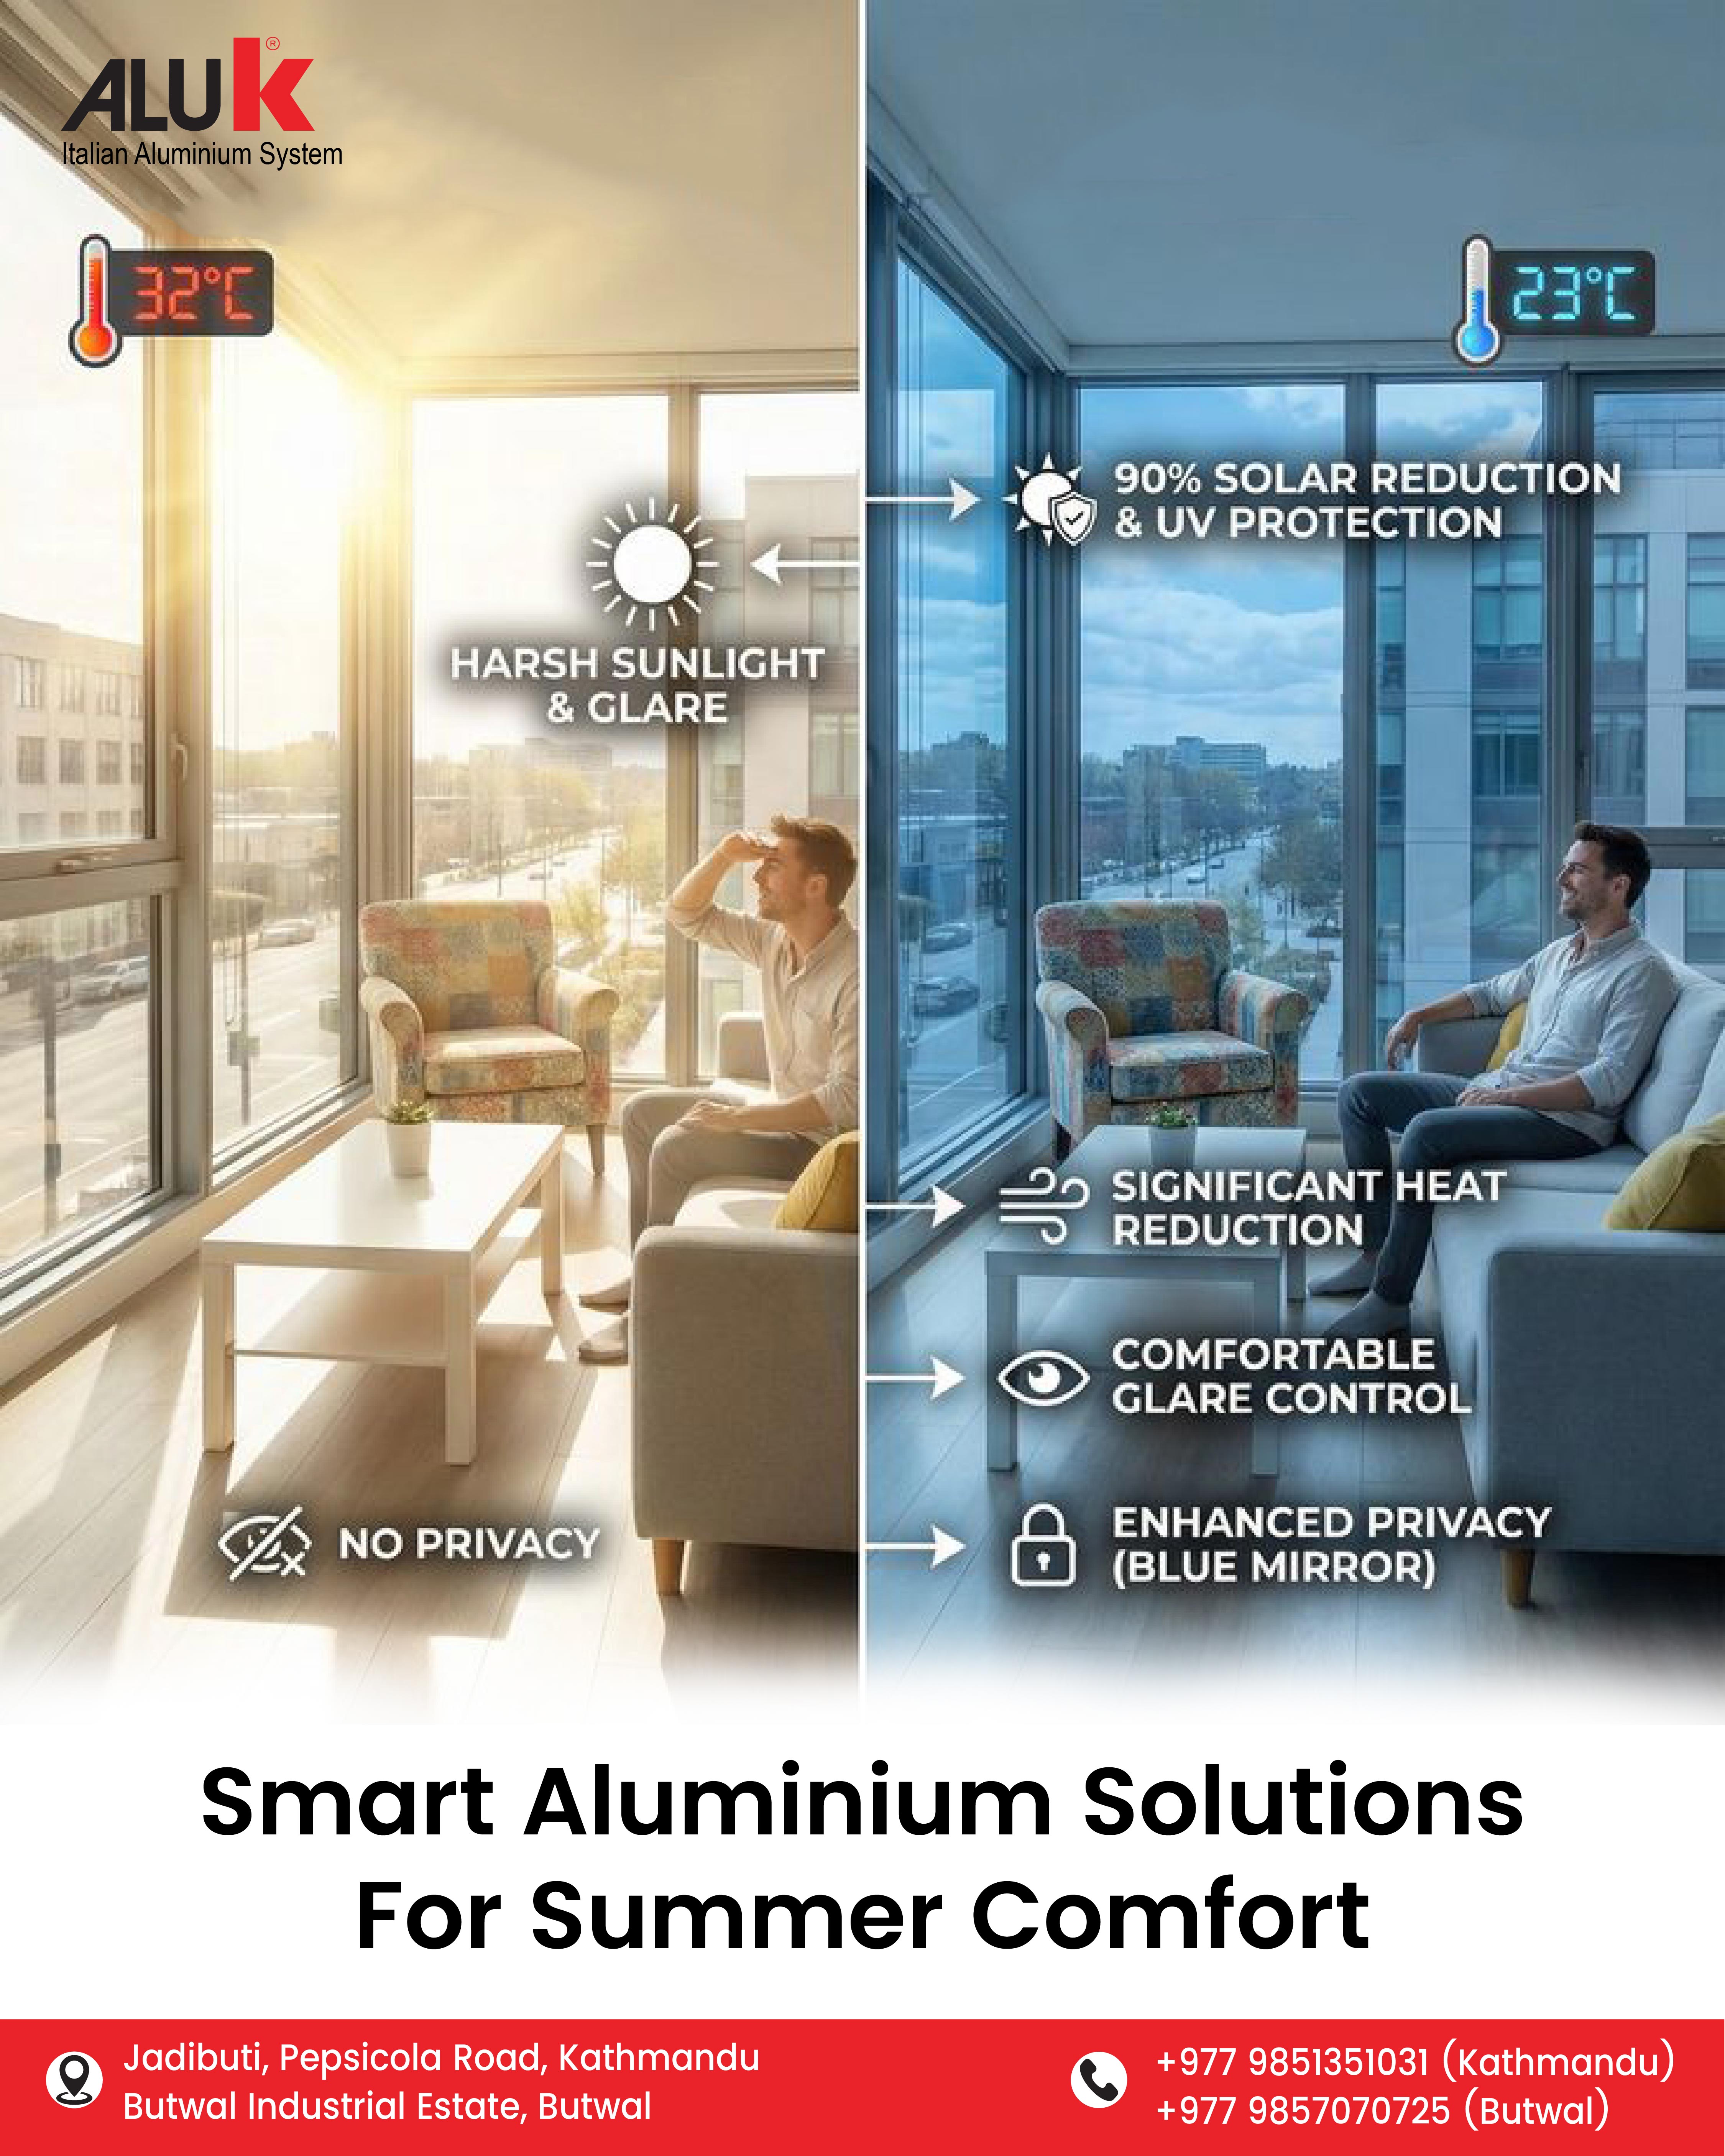 ALUK®
Italian Aluminium System
32°C
23°C
90% SOLAR REDUCTION
& UV PROTECTION
HARSH SUNLIGHT
& GLARE
SIGNIFICANT HEAT
REDUCTION
COMFORTABLE
GLARE CONTROL
NO PRIVACY
ENHANCED PRIVACY
(BLUE MIRROR)
Smart Aluminium Solutions
For Summer Comfort
Jadibuti, Pepsicola Road, Kathmandu
Butwal Industrial Estate, Butwal
+977 9851351031 (Kathmandu)
+977 9857070725 (Butwal)